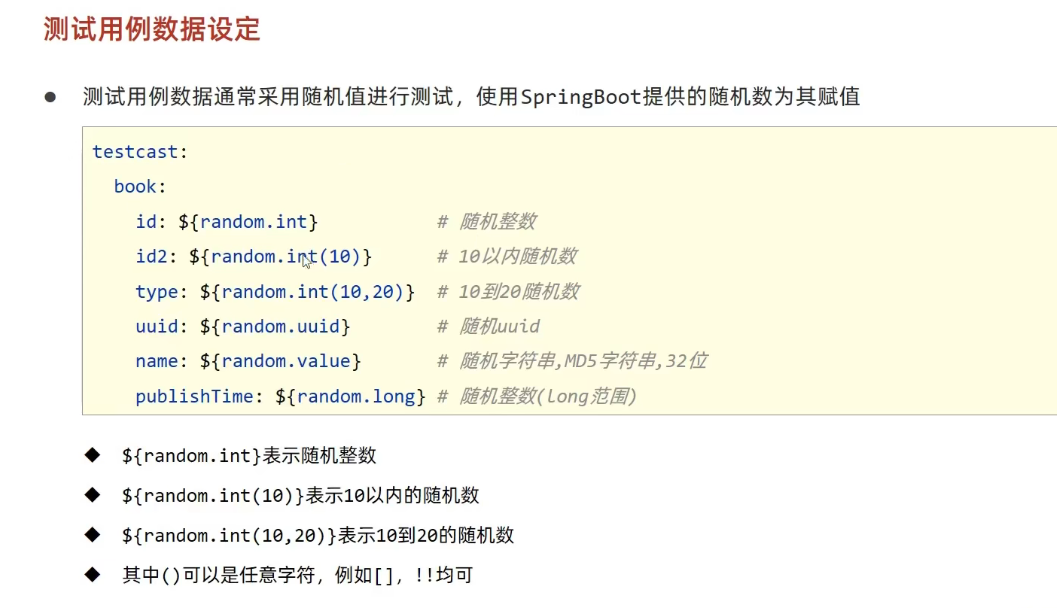 测试用例数据设定
● 测试用例数据通常采用随机值进行测试，使用SpringBoot提供的随机数为其赋值
testcast:
book:
id: ${random.int} # 随机整数
id2: ${random.int(10)} # 10以内随机数
type: ${random.int(10,20)} # 10到20随机数
uuid: ${random.uuid} # 随机uuid
name: ${random.value} # 随机字符串,MD5字符串,32位
publishTime: ${random.long} # 随机整数(long范围)
◆ ${random.int}表示随机整数
◆ ${random.int(10)}表示10以内的随机数
◆ ${random.int(10,20)}表示10到20的随机数
◆ 其中()可以是任意字符，例如[]，!!均可